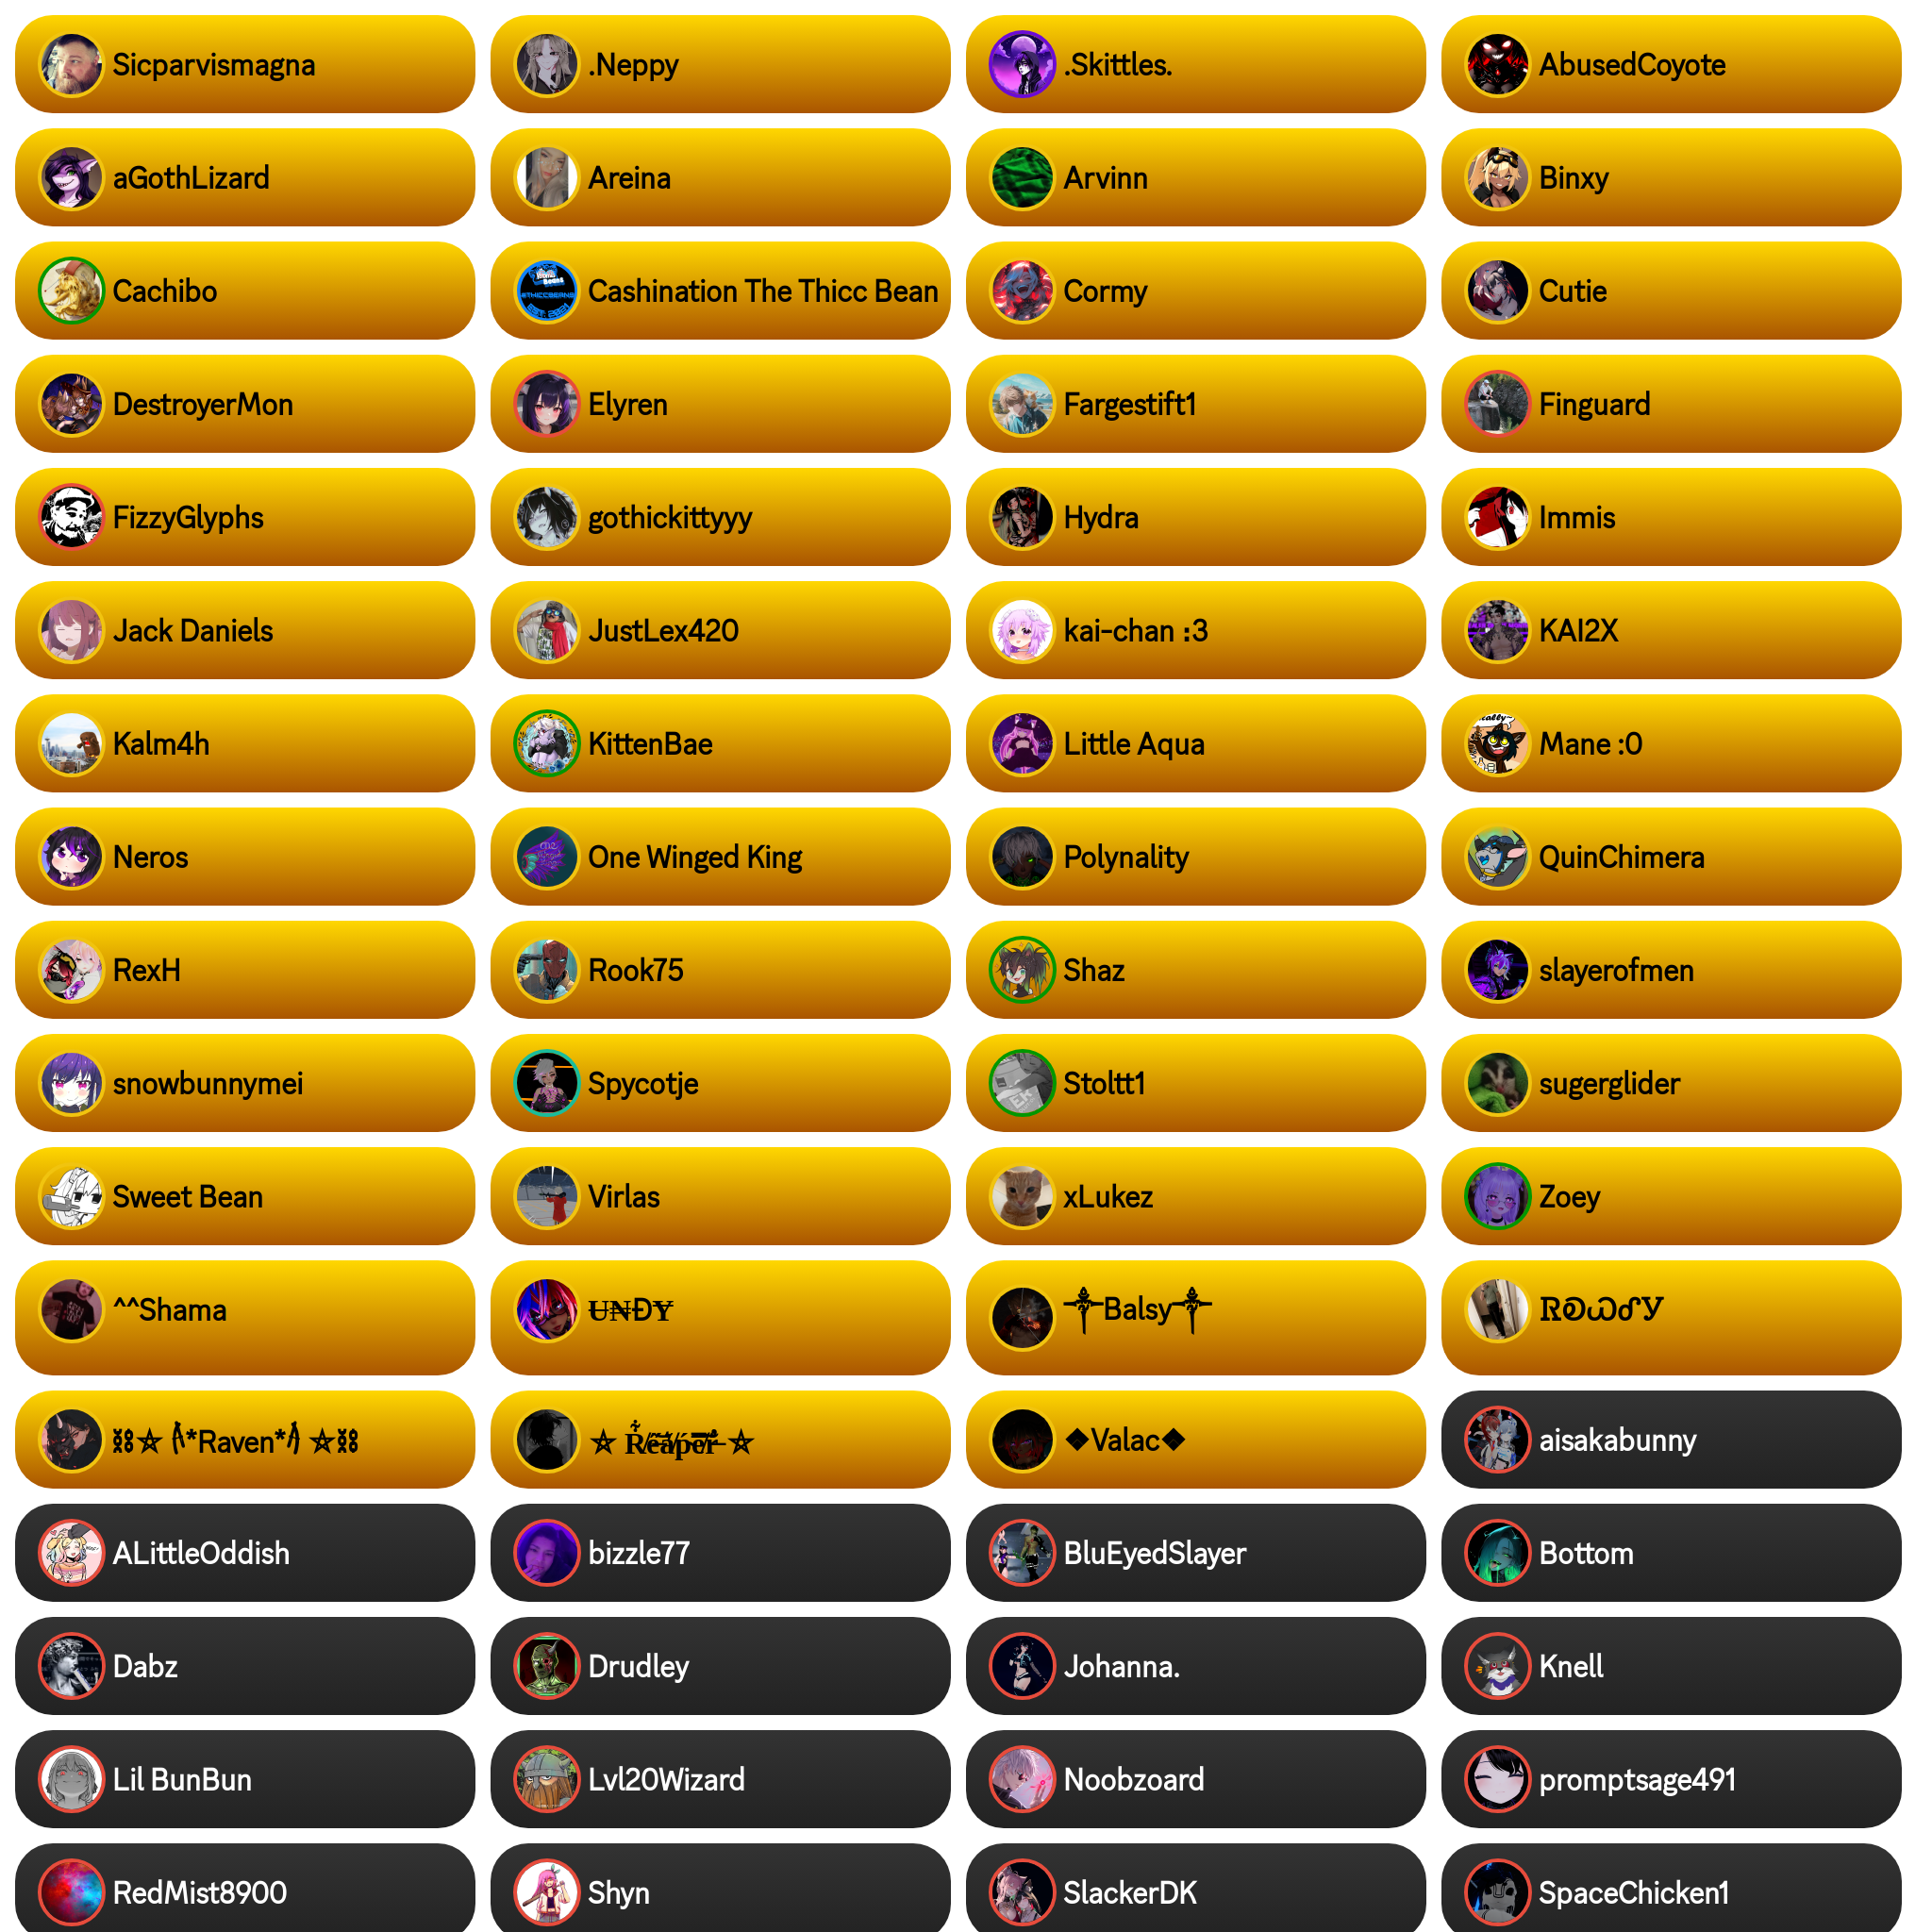 Sicparvismagna
.Neppy
.Skittles.
AbusedCoyote
aGothLizard
Areina
Arvinn
Binxy
Cachibo
Cashination The Thicc Bean
Cormy
Cutie
DestroyerMon
Elyren
Fargestift1
Finguard
FizzyGlyphs
gothickittyyy
Hydra
Immis
Jack Daniels
JustLex420
kai-chan :3
KAI2X
Kalm4h
KittenBae
Little Aqua
Mane :0
Neros
One Winged King
Polynality
QuinChimera
RexH
Rook75
Shaz
slayerofmen
snowbunnymei
Spycotje
Stoltt1
sugerglider
Sweet Bean
Virlas
xLukez
Zoey
^^Shama
U̶N̶ĐY̶
༒Balsy༒
ᏒᎧᏇᎴᎩ
⛓⛦ *Raven* ⛦⛓
⛦ Reaper ⛦
❖Valac❖
aisakabunny
ALittleOddish
bizzle77
BluEyedSlayer
Bottom
Dabz
Drudley
Johanna.
Knell
Lil BunBun
Lvl20Wizard
Noobzoard
promptsage491
RedMist8900
Shyn
SlackerDK
SpaceChicken1